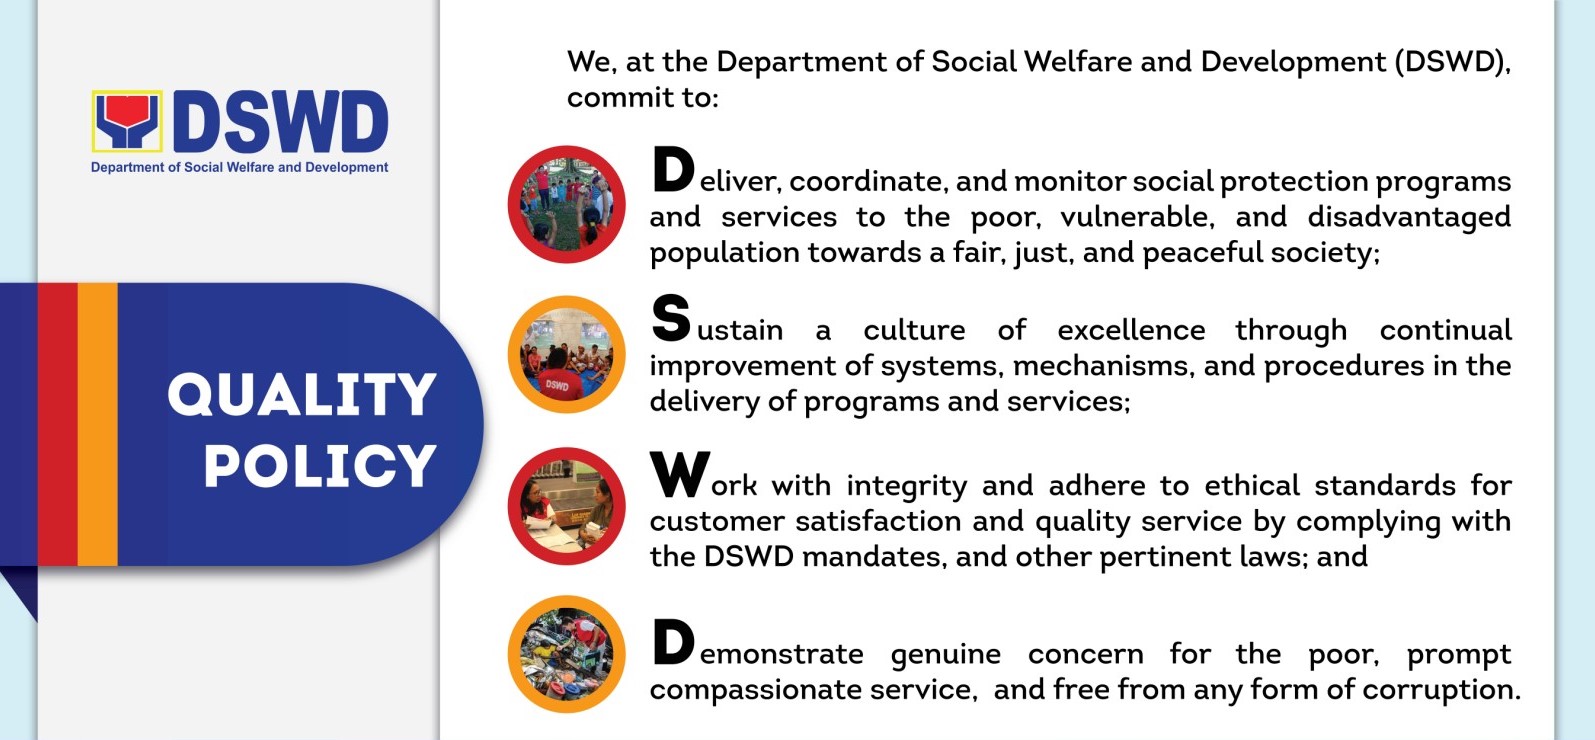 DSWD
Department of Social Welfare and Development
QUALITY
POLICY
We, at the Department of Social Welfare and Development (DSWD),
commit to:
Deliver, coordinate, and monitor social protection programs
and services to the poor, vulnerable, and disadvantaged
population towards a fair, just, and peaceful society;
DSWD
Sustain a culture of excellence through continual
improvement of systems, mechanisms, and procedures in the
delivery of programs and services;
Work with integrity and adhere to ethical standards for
customer satisfaction and quality service by complying with
the DSWD mandates, and other pertinent laws; and
Demonstrate genuine concern for the poor, prompt
compassionate service, and free from any form of corruption.